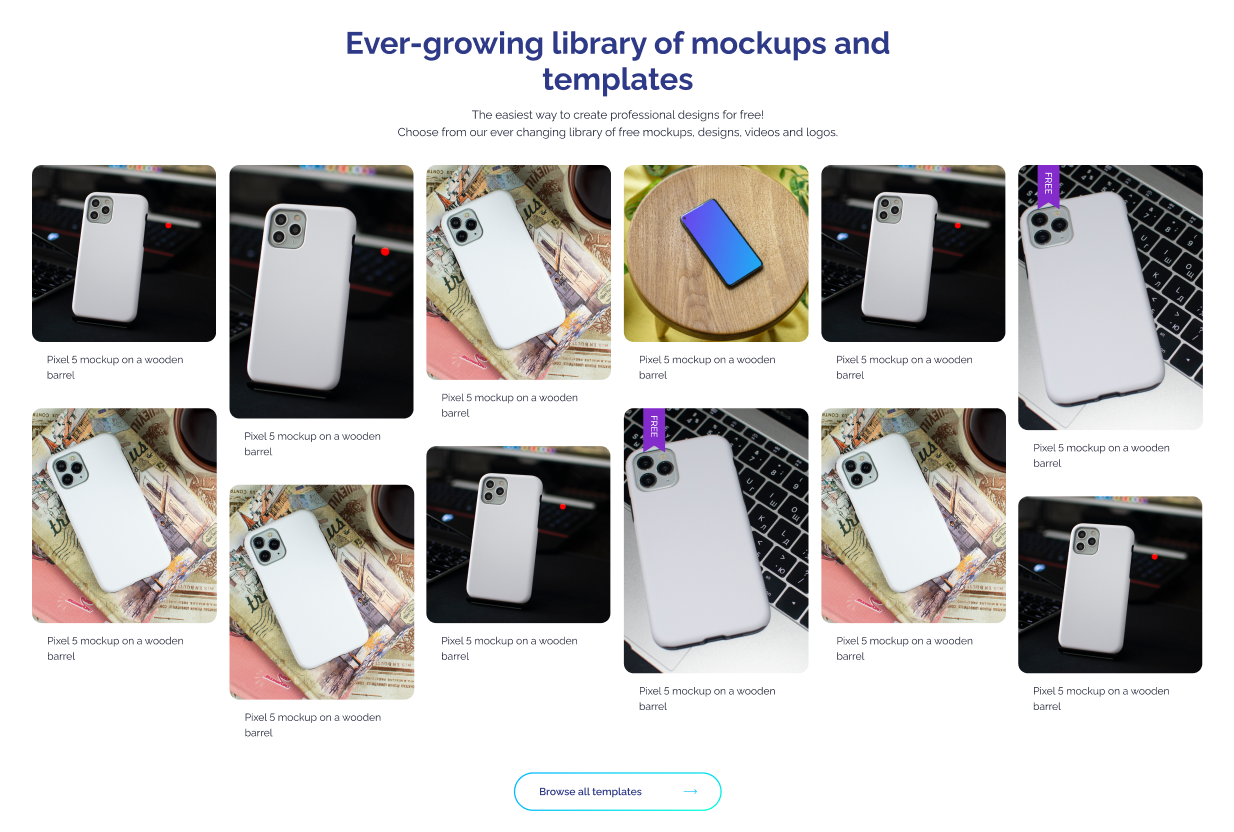 Ever-growing library of mockups and
templates
The easiest way to create professional designs for free!
Choose from our ever changing library of free mockups, designs, videos and logos.
FREE
Pixel 5 mockup on a wooden
barrel
Pixel 5 mockup on a wooden
barrel
Pixel 5 mockup on a wooden
barrel
Pixel 5 mockup on a wooden
barrel
Pixel 5 mockup on a wooden
barrel
Pixel 5 mockup on a wooden
barrel
FREE
Pixel 5 mockup on a wooden
barrel
Pixel 5 mockup on a wooden
barrel
Pixel 5 mockup on a wooden
barrel
Pixel 5 mockup on a wooden
barrel
Pixel 5 mockup on a wooden
barrel
Pixel 5 mockup on a wooden
barrel
Browse all templates